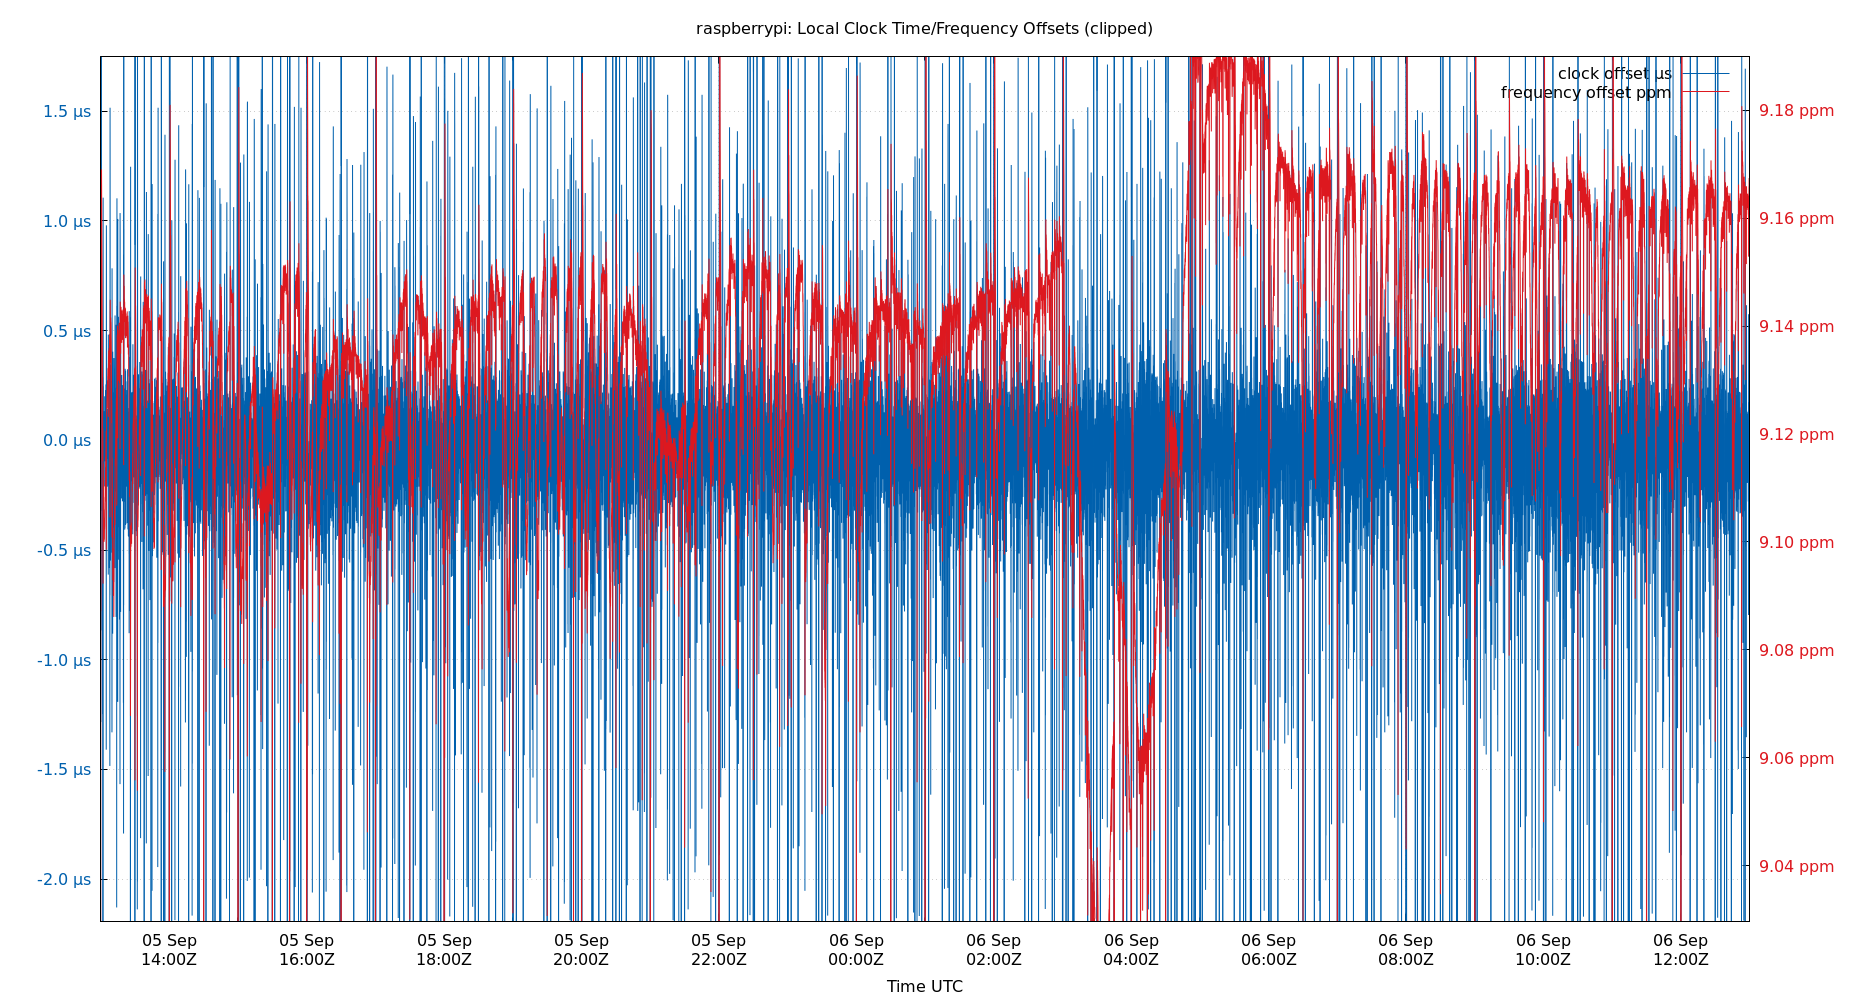 raspberrypi: Local Clock Time/Frequency Offsets (clipped)
clock offset µs
frequency offset ppm
1.5 µs
1.0 µs
0.5 µs
0.0 µs
-0.5 µs
-1.0 µs
-1.5 µs
-2.0 µs
9.18 ppm
9.16 ppm
9.14 ppm
9.12 ppm
9.10 ppm
9.08 ppm
9.06 ppm
9.04 ppm
05 Sep 05 Sep 05 Sep 05 Sep 05 Sep 06 Sep 06 Sep 06 Sep 06 Sep 06 Sep 06 Sep 06 Sep
14:00Z 16:00Z 18:00Z 20:00Z 22:00Z 00:00Z 02:00Z 04:00Z 06:00Z 08:00Z 10:00Z 12:00Z
Time UTC